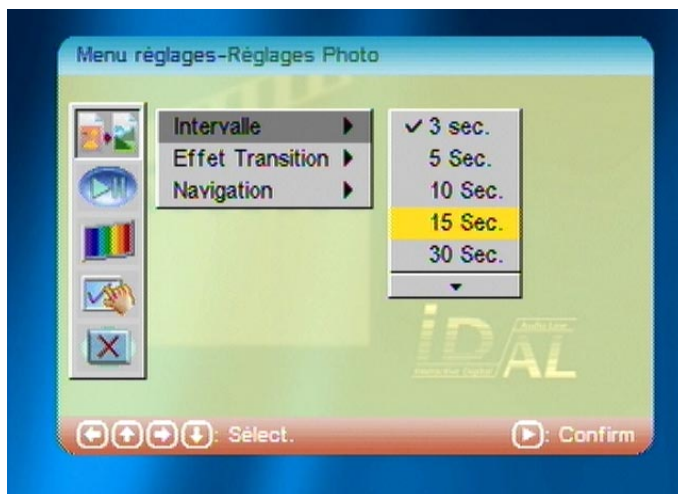 Menu réglages-Réglages Photo
Intervalle
Effet Transition
Navigation
✓ 3 sec.
5 Sec.
10 Sec.
15 Sec.
30 Sec.
iDAL
: Sélect.
: Confirm